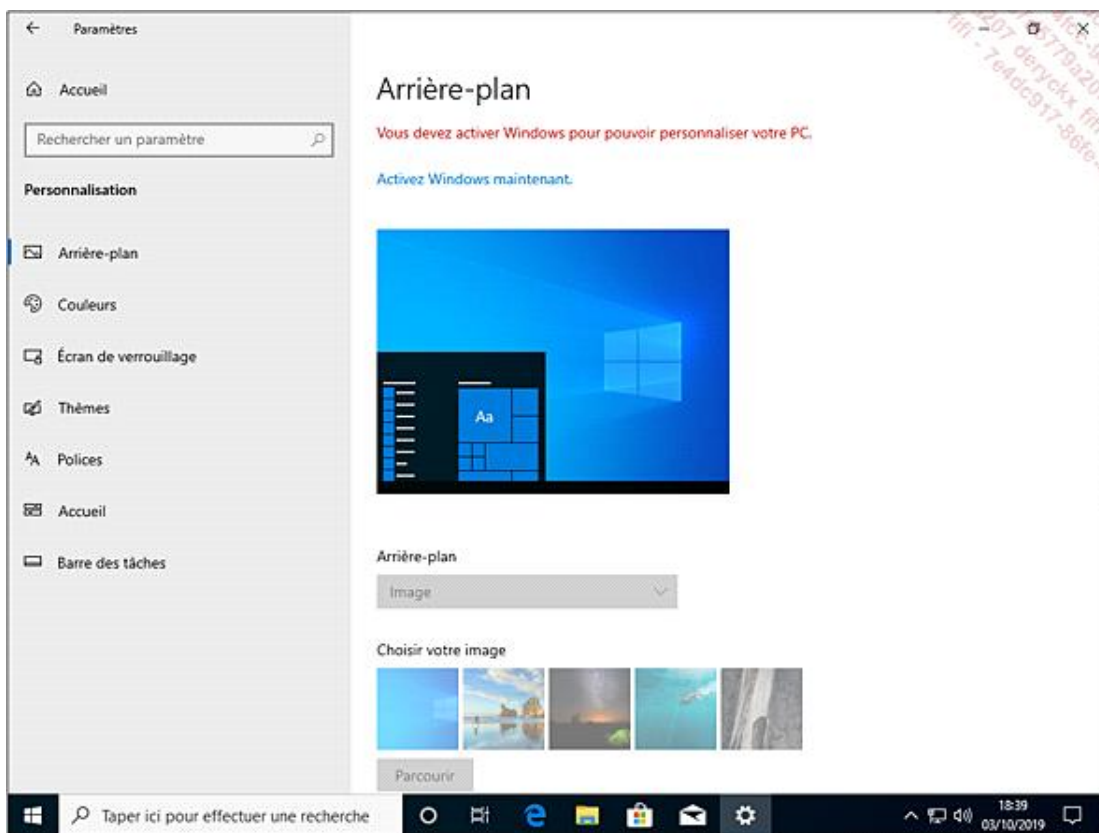 Paramètres
Accueil
Rechercher un paramètre
Personnalisation
Arrière-plan
Couleurs
Écran de verrouillage
Thèmes
Polices
Accueil
Barre des tâches
Arrière-plan
Vous devez activer Windows pour pouvoir personnaliser votre PC.
Activez Windows maintenant.
Aa
Arrière-plan
Image
Choisir votre image
Parcourir
Taper ici pour effectuer une recherche
18:39
03/10/2019